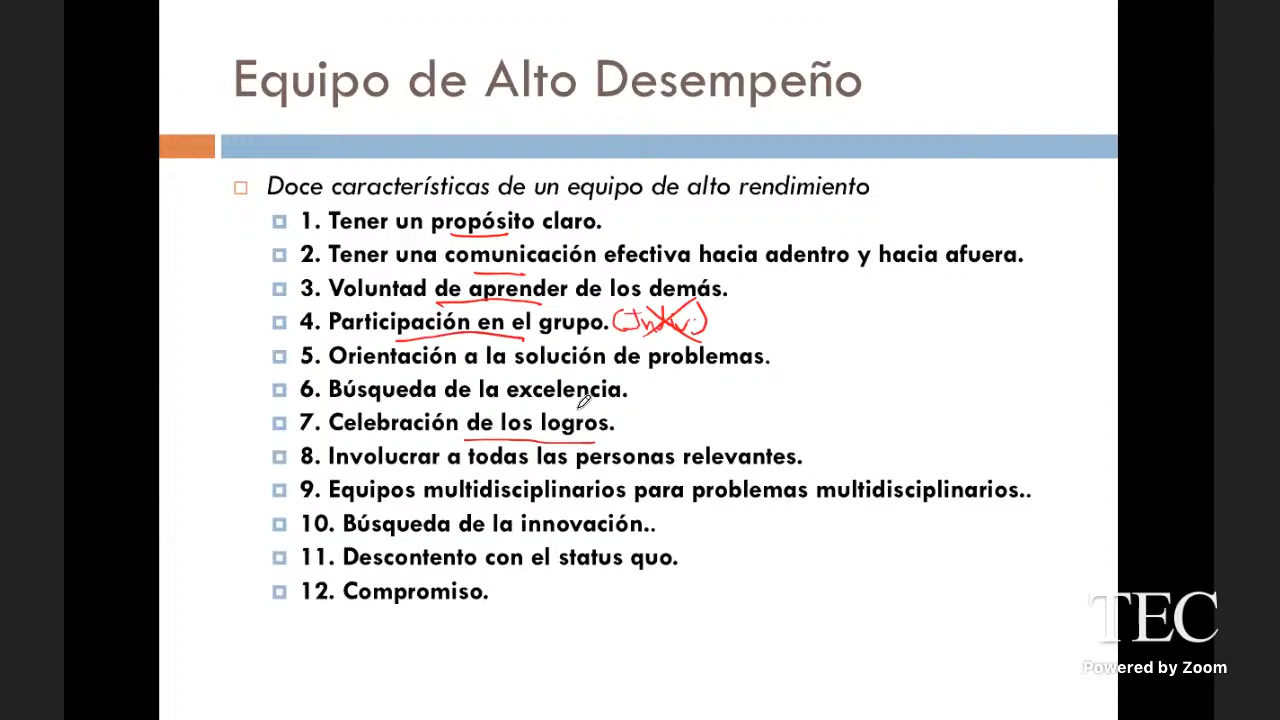 Equipo de Alto Desempeño
Doce características de un equipo de alto rendimiento
1. Tener un propósito claro.
2. Tener una comunicación efectiva hacia adentro y hacia afuera.
3. Voluntad de aprender de los demás.
4. Participación en el grupo. (Indiv.)
5. Orientación a la solución de problemas.
6. Búsqueda de la excelencia.
7. Celebración de los logros.
8. Involucrar a todas las personas relevantes.
9. Equipos multidisciplinarios para problemas multidisciplinarios..
10. Búsqueda de la innovación..
11. Descontento con el status quo.
12. Compromiso.
TEC
Powered by Zoom